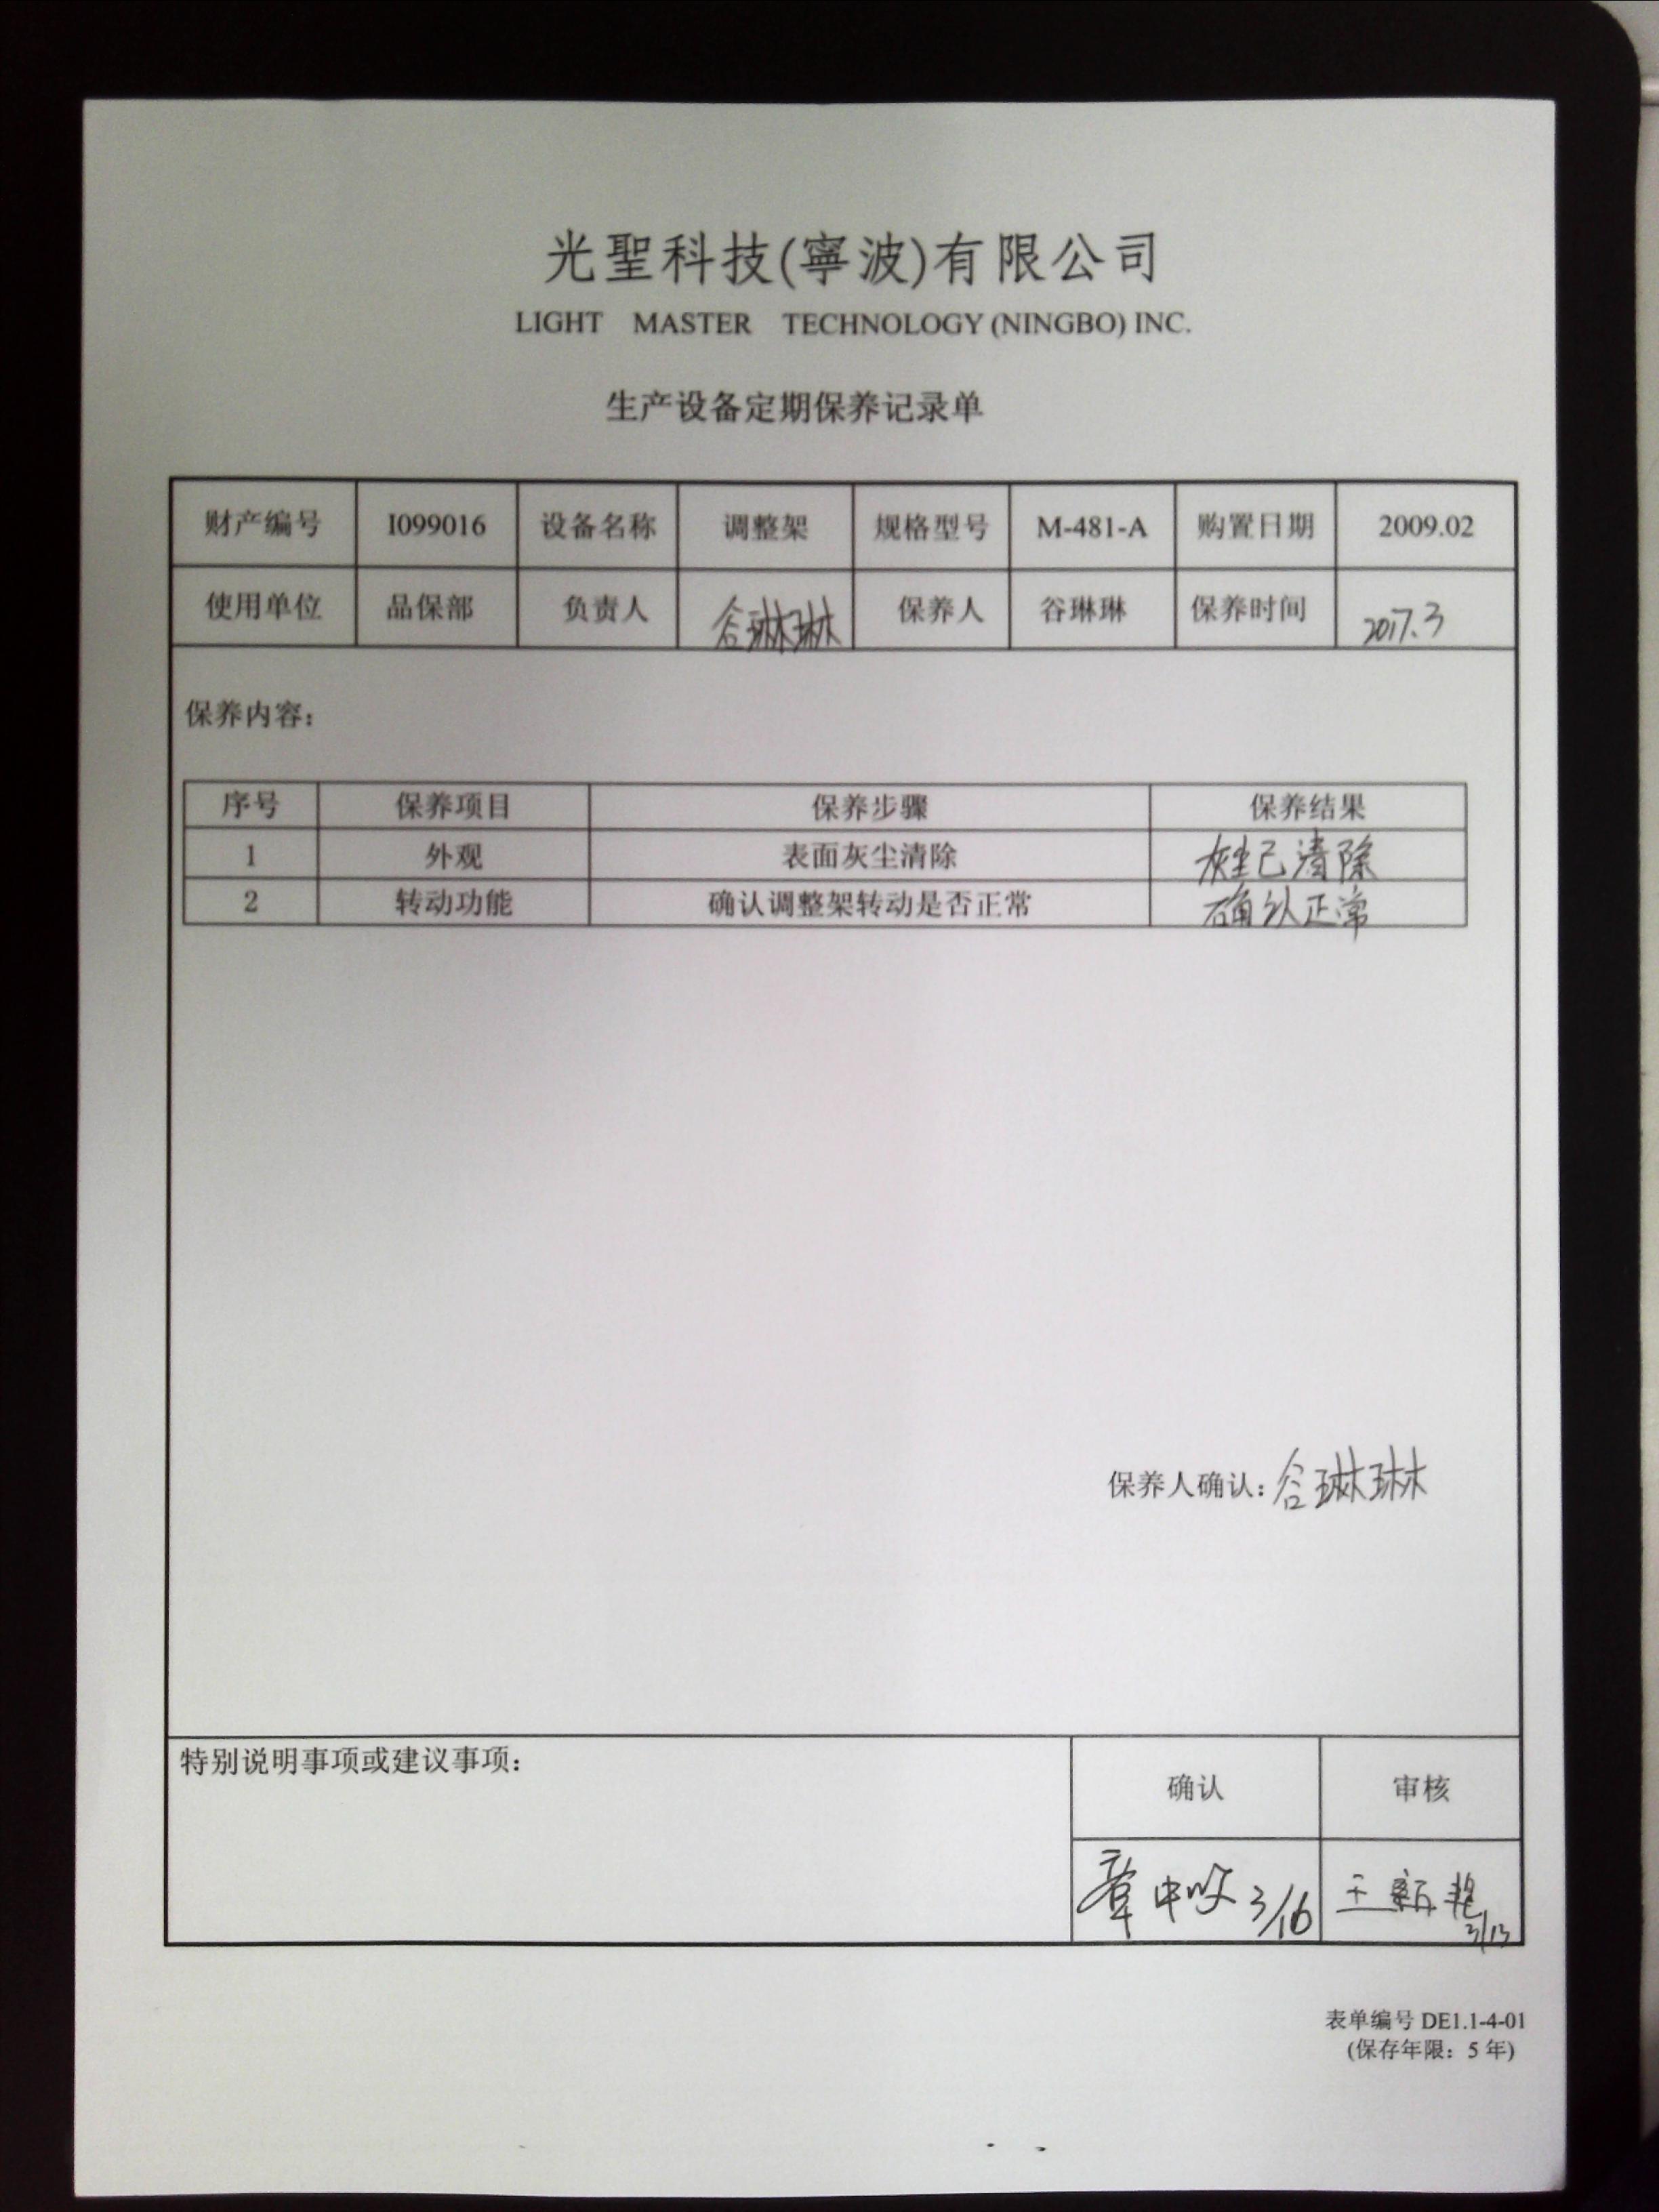 光聖科技(寧波)有限公司
LIGHT MASTER TECHNOLOGY (NINGBO) INC.
生产设备定期保养记录单
财产编号 I099016 设备名称 调整架 规格型号 M-481-A 购置日期 2009.02
使用单位 品保部 负责人 谷琳琳 保养人 谷琳琳 保养时间 2017.3
保养内容：
序号 保养项目 保养步骤 保养结果
1 外观 表面灰尘清除 灰尘已清除
2 转动功能 确认调整架转动是否正常 确认正常
保养人确认：谷琳琳
特别说明事项或建议事项：
确认 审核
章中 3/16 王新艳 3/13
表单编号 DE1.1-4-01
(保存年限：5 年)